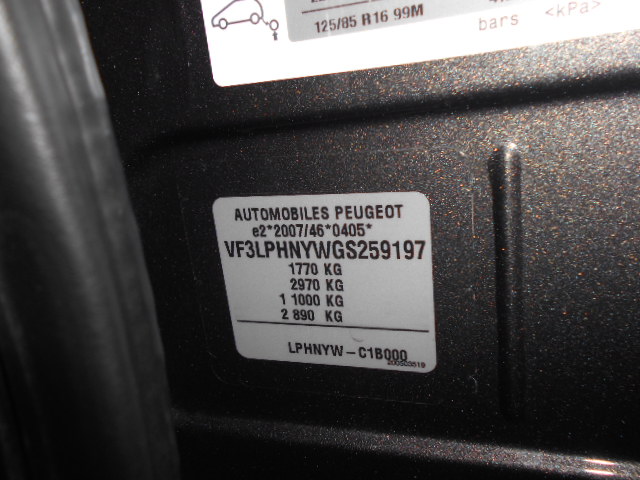 125/85 R16 99M
bars <kPa>
AUTOMOBILES PEUGEOT
e2*2007/46*0405*
VF3LPHNYWGS259197
1770 KG
2970 KG
1 1000 KG
2 890 KG
LPHNYW-C1B000